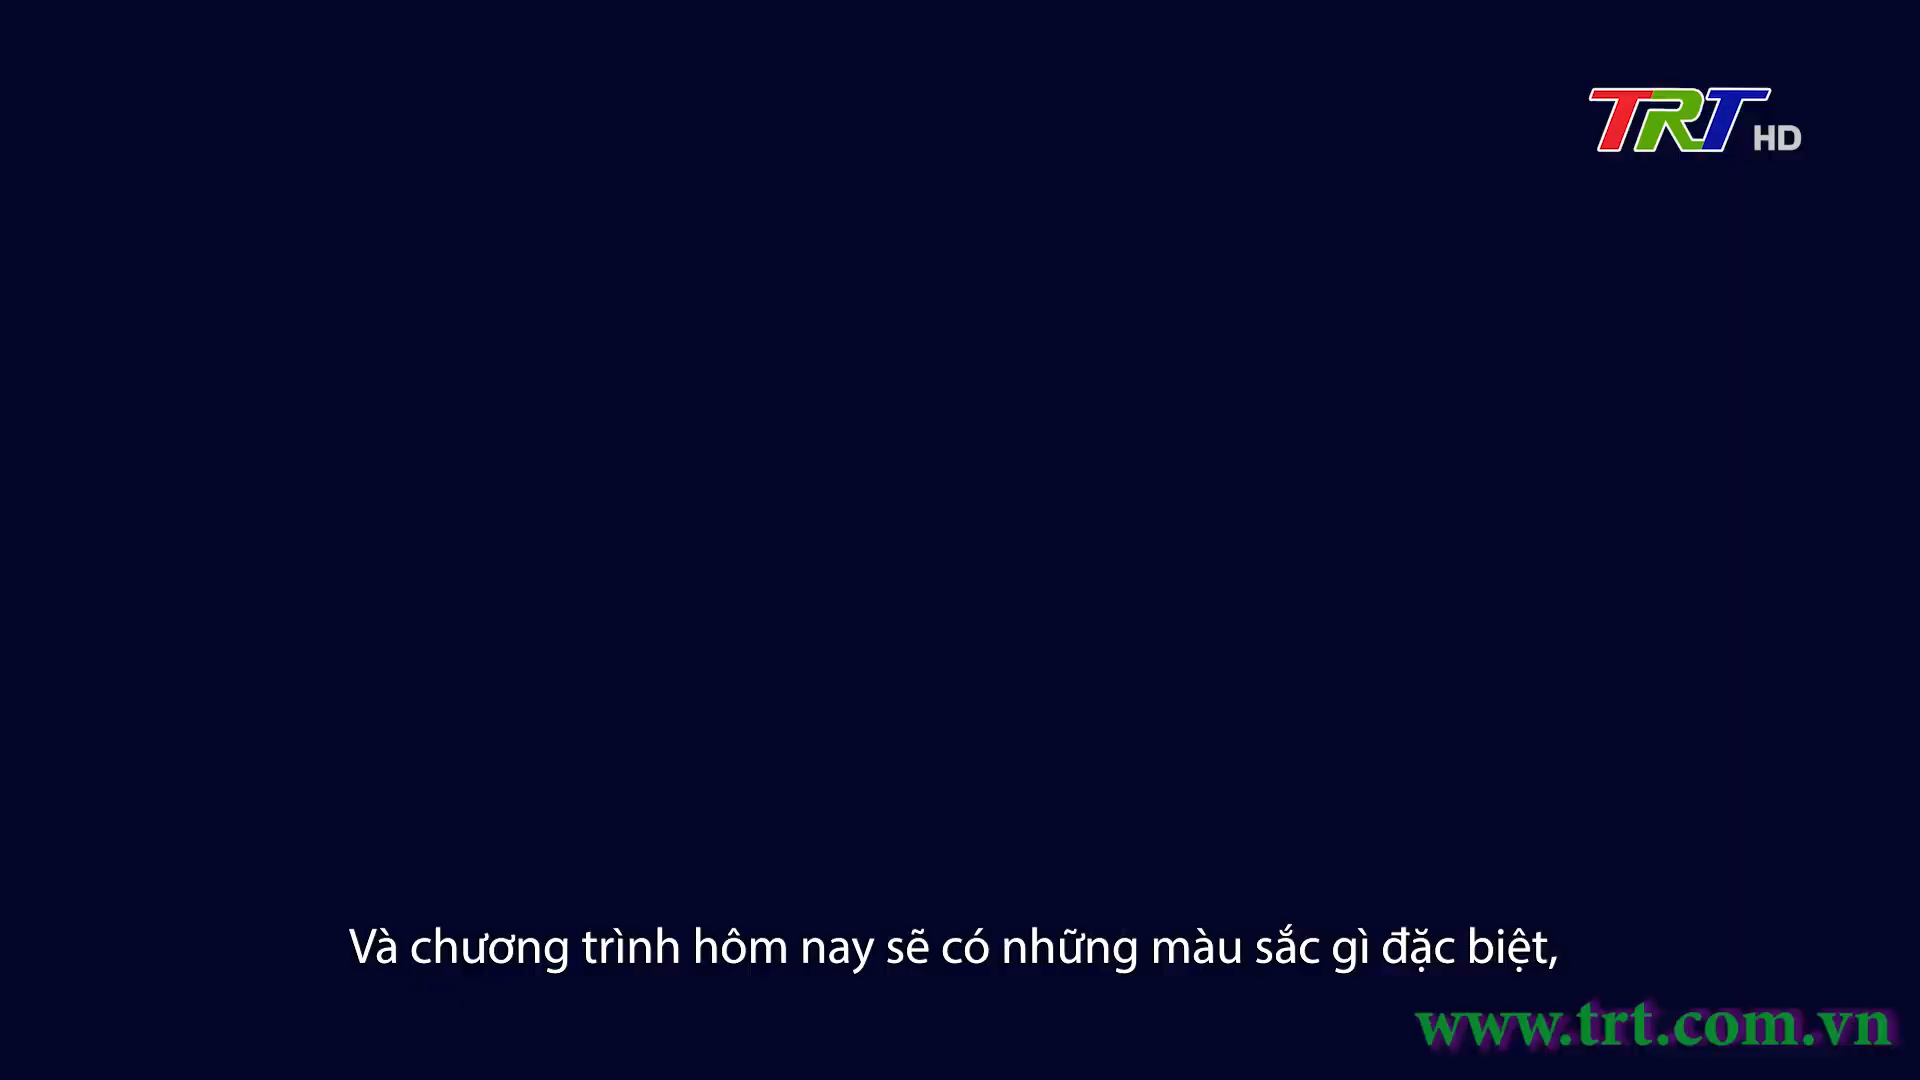 TRT HD
Và chương trình hôm nay sẽ có những màu sắc gì đặc biệt,
www.trt.com.vn